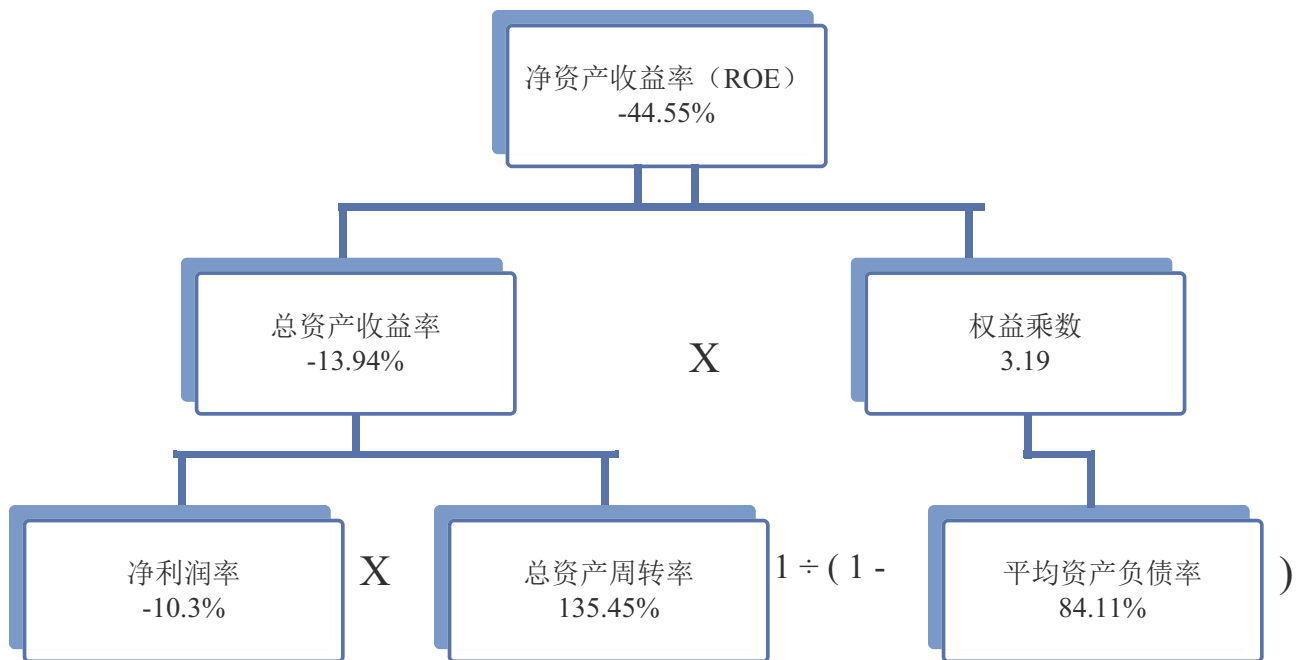 净资产收益率（ROE）
-44.55%
总资产收益率
-13.94%
X
权益乘数
3.19
净利润率
-10.3%
X
总资产周转率
135.45%
1 ÷ ( 1 -
平均资产负债率
84.11%
)